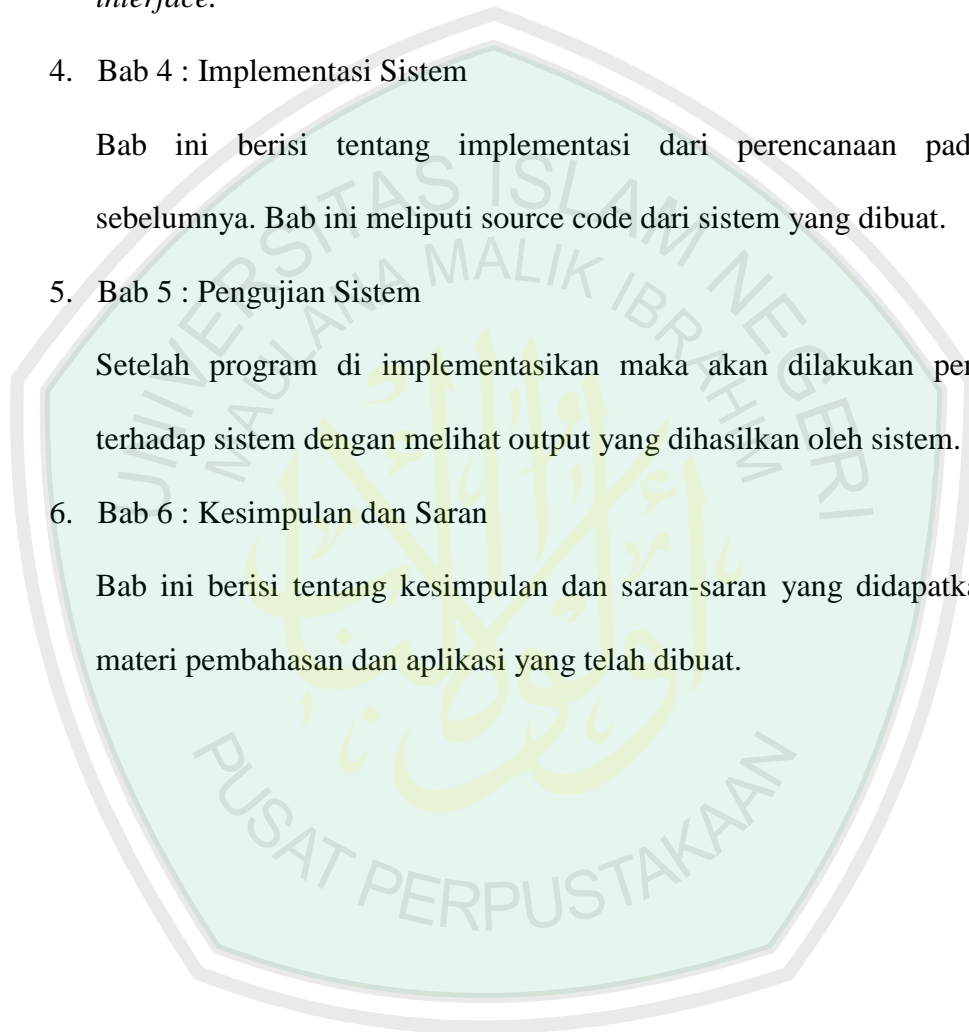 interface.
4. Bab 4 : Implementasi Sistem
Bab ini berisi tentang implementasi dari perencanaan pad
sebelumnya. Bab ini meliputi source code dari sistem yang dibuat.
5. Bab 5 : Pengujian Sistem
Setelah program di implementasikan maka akan dilakukan pe
terhadap sistem dengan melihat output yang dihasilkan oleh sistem.
6. Bab 6 : Kesimpulan dan Saran
Bab ini berisi tentang kesimpulan dan saran-saran yang didapatk
materi pembahasan dan aplikasi yang telah dibuat.
UNIVERSITAS ISLAM NEGERI
MAULANA MALIK IBRAHIM
PUSAT PERPUSTAKAAN